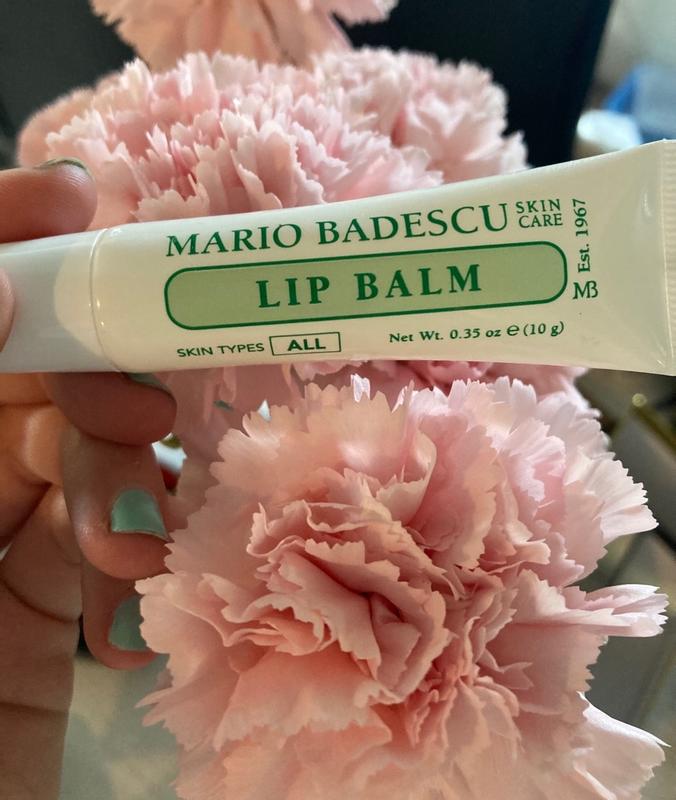 MARIO BADESCU SKIN CARE
LIP BALM
SKIN TYPES ALL
Net Wt. 0.35 oz ℮ (10 g)
Est. 1967
MB